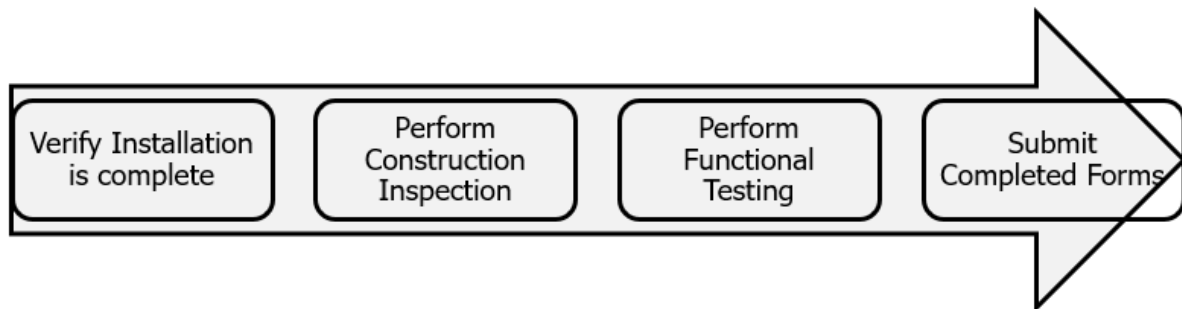 Verify Installation
is complete
Perform
Construction
Inspection
Perform
Functional
Testing
Submit
Completed Forms